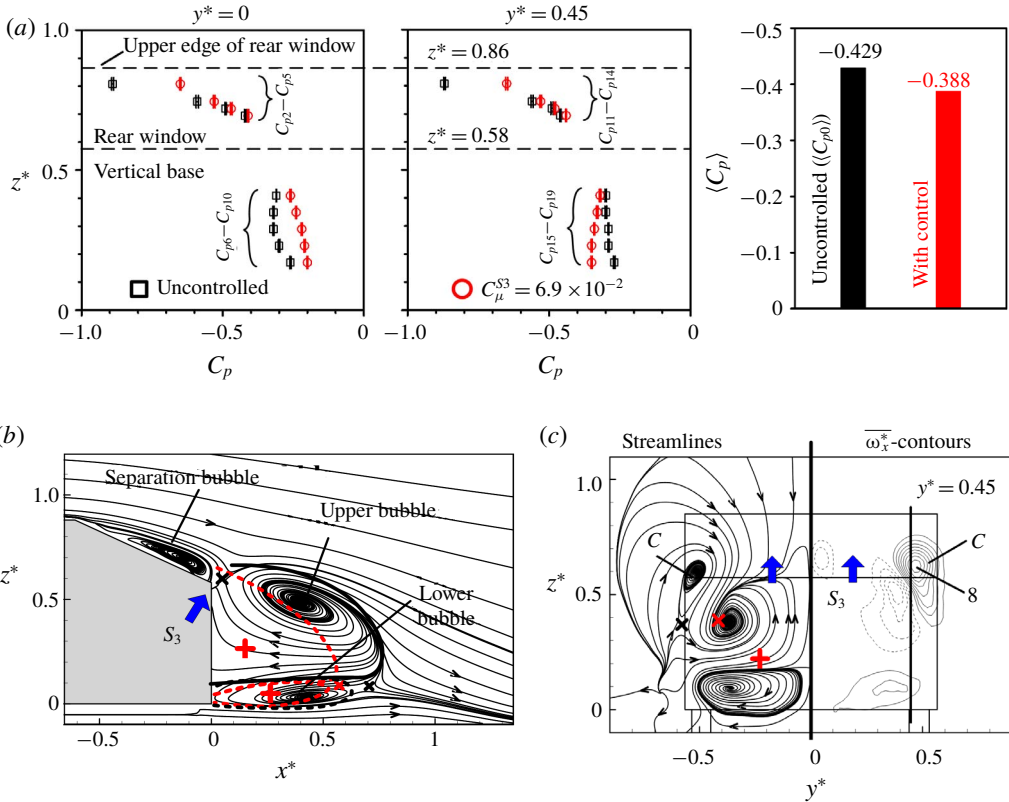 (a)
y* = 0
y* = 0.45
1.0
Upper edge of rear window
z* = 0.86
C_p2–C_p5
C_p11–C_p14
Rear window
z* = 0.58
z*
0.5
Vertical base
C_p6–C_p10
C_p15–C_p19
Uncontrolled
C_μ^S3 = 6.9 × 10^−2
0
−1.0
−0.5
0
−1.0
−0.5
0
C_p
C_p
−0.5
−0.4
−0.3
−0.2
−0.1
0
⟨C_p⟩
−0.429
−0.388
Uncontrolled (⟨C_p0⟩)
With control
(b)
Separation bubble
Upper bubble
Lower
bubble
S_3
1.0
z*
0.5
0
−0.5
0
0.5
1
x*
(c)
Streamlines
ω_x*-contours
y* = 0.45
C
C
8
S_3
1.0
z*
0.5
0
−0.5
0
0.5
y*